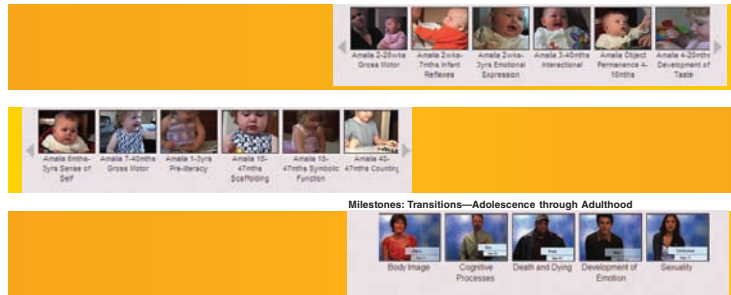 Amalia 2-28wks Amalia 2wks- Amalia 2wks- Amalia 3-40mths Amalia Object Amalia 4-20mths
Gross Motor 7mths Infant 3yrs Emotional Interactional Permanence 4- Development of
Reflexes Expression 18mths Taste
Amalia 6mths- Amalia 7-40mths Amalia 1-3yrs Amalia 18- Amalia 18- Amalia 40-
3yrs Sense of Gross Motor Pre-literacy 47mths 47mths Symbolic 47mths Counting
Self Scaffolding Function
Milestones: Transitions—Adolescence through Adulthood
Body Image Cognitive Death and Dying Development of Sexuality
Processes Emotion